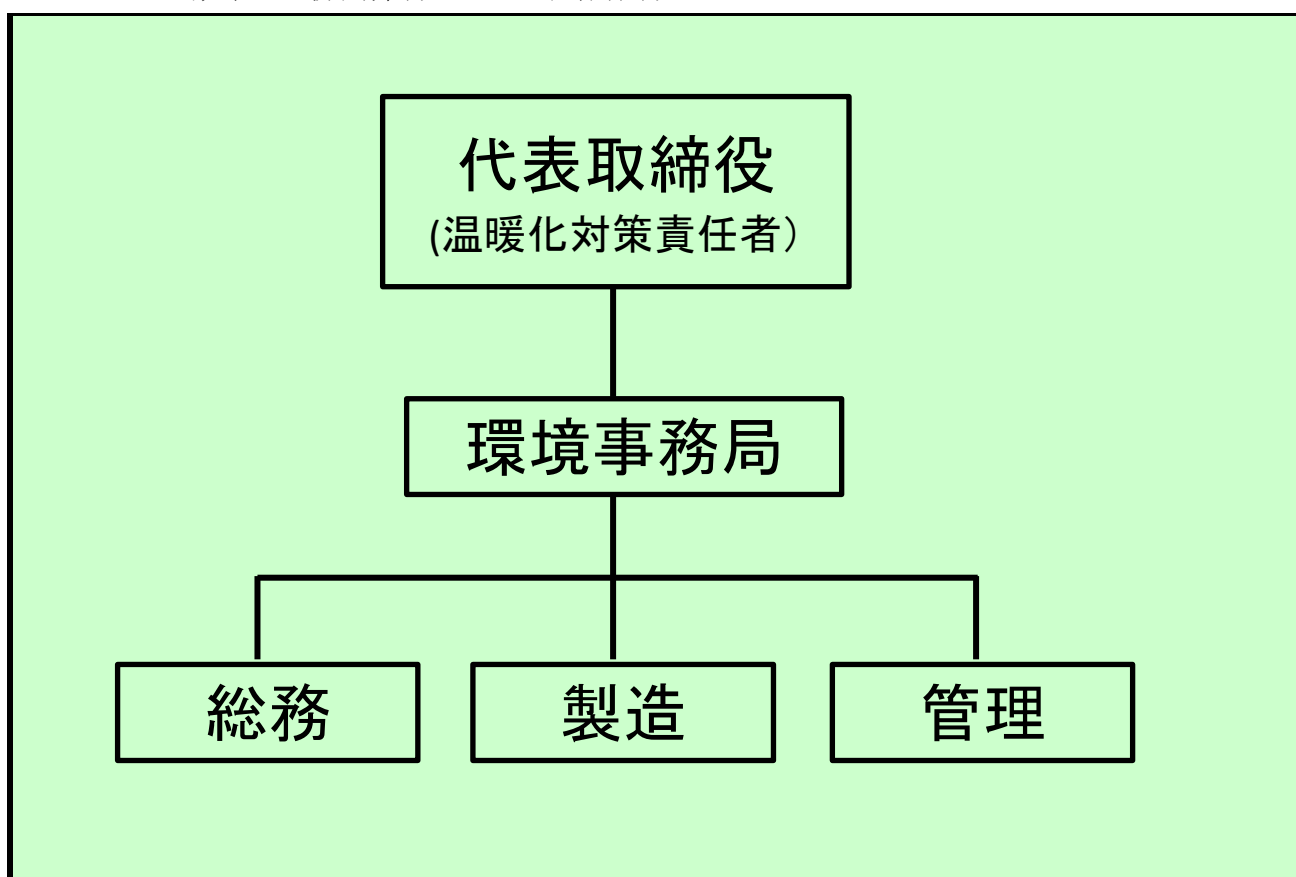 代表取締役
(温暖化対策責任者）
環境事務局
総務
製造
管理